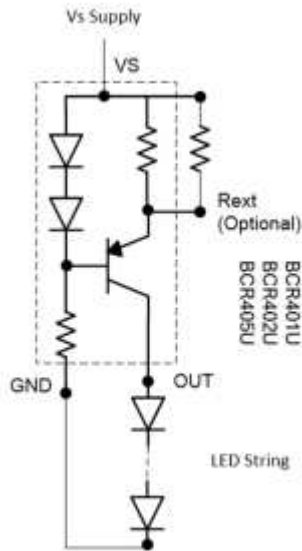 Vs Supply
VS
Rext
(Optional)
BCR401U
BCR402U
BCR405U
GND
OUT
LED String